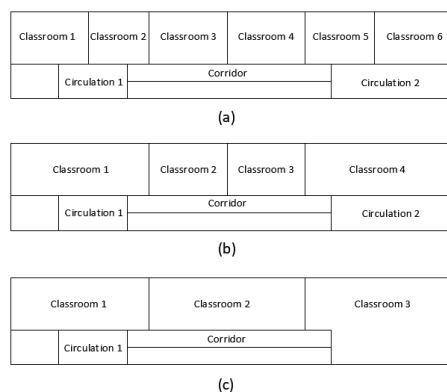 Classroom 1 Classroom 2 Classroom 3 Classroom 4 Classroom 5 Classroom 6
Circulation 1 Corridor Circulation 2
(a)
Classroom 1 Classroom 2 Classroom 3 Classroom 4
Circulation 1 Corridor Circulation 2
(b)
Classroom 1 Classroom 2 Classroom 3
Circulation 1 Corridor
(c)